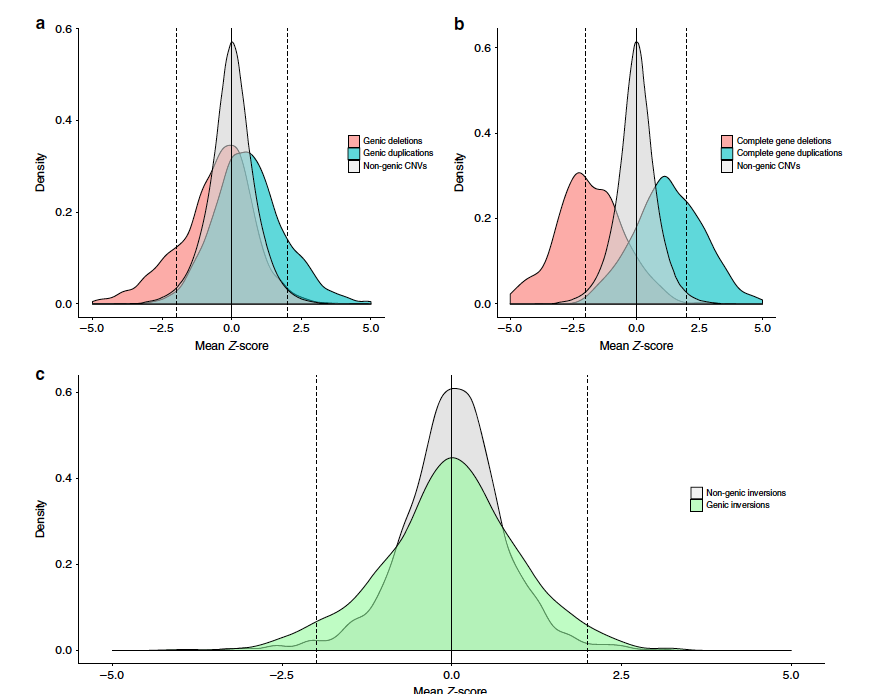 a
0.6
0.4
0.2
0.0
Density
−5.0 −2.5 0.0 2.5 5.0
Mean Z-score
Genic deletions
Genic duplications
Non-genic CNVs
b
0.6
0.4
0.2
0.0
Density
−5.0 −2.5 0.0 2.5 5.0
Mean Z-score
Complete gene deletions
Complete gene duplications
Non-genic CNVs
c
0.6
0.4
0.2
0.0
Density
−5.0 −2.5 0.0 2.5 5.0
Mean Z-score
Non-genic inversions
Genic inversions